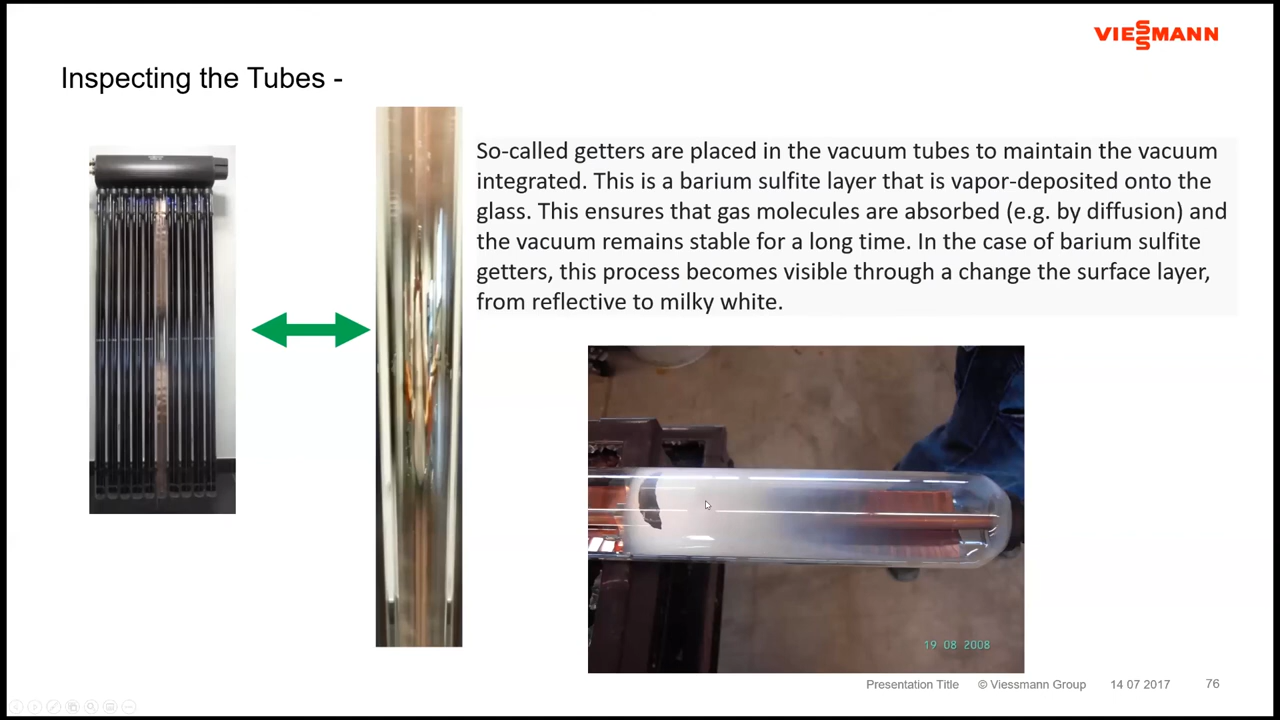 VIESSMANN
Inspecting the Tubes -
So-called getters are placed in the vacuum tubes to maintain the vacuum
integrated. This is a barium sulfite layer that is vapor-deposited onto the
glass. This ensures that gas molecules are absorbed (e.g. by diffusion) and
the vacuum remains stable for a long time. In the case of barium sulfite
getters, this process becomes visible through a change the surface layer,
from reflective to milky white.
19 08 2008
Presentation Title © Viessmann Group 14 07 2017 76